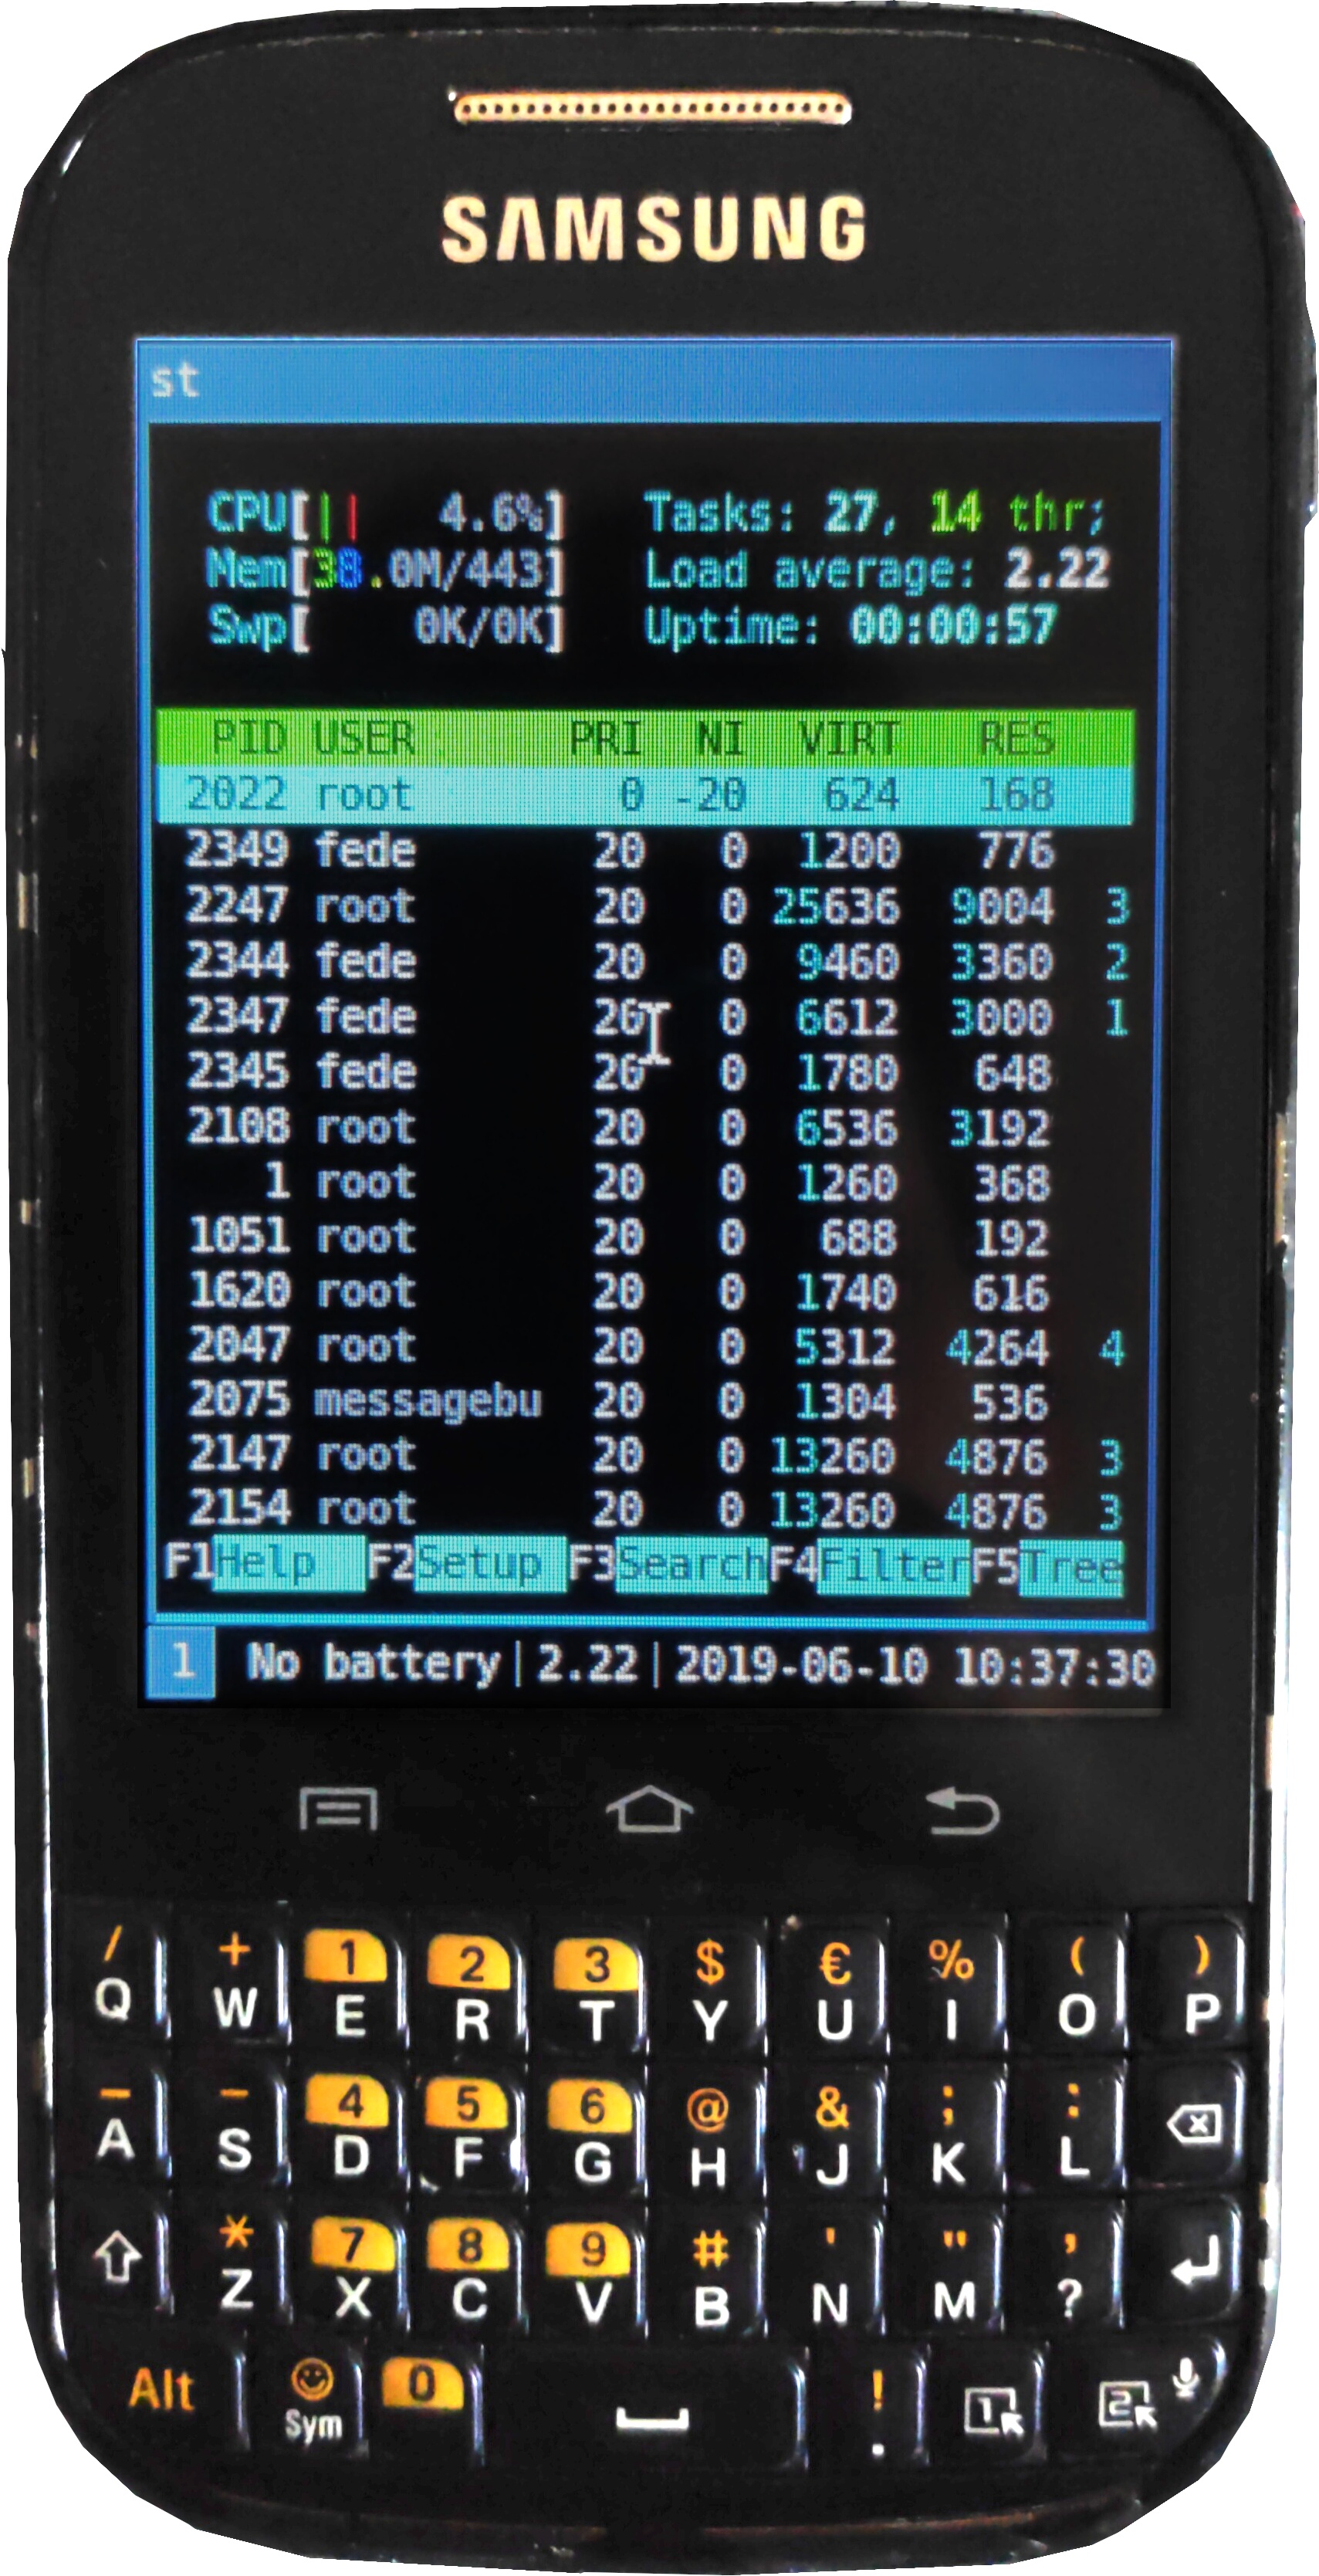 SAMSUNG
st
CPU[|| 4.6%] Tasks: 27, 14 thr;
Mem[38.0M/443] Load average: 2.22
Swp[ 0K/0K] Uptime: 00:00:57
PID USER PRI NI VIRT RES
2022 root 0 -20 624 168
2349 fede 20 0 1200 776
2247 root 20 0 25636 9004 3
2344 fede 20 0 9460 3360 2
2347 fede 20 0 6612 3000 1
2345 fede 20 0 1780 648
2108 root 20 0 6536 3192
1 root 20 0 1260 368
1051 root 20 0 688 192
1620 root 20 0 1740 616
2047 root 20 0 5312 4264 4
2075 messagebu 20 0 1304 536
2147 root 20 0 13260 4876 3
2154 root 20 0 13260 4876 3
F1Help F2Setup F3SearchF4FilterF5Tree
1 No battery|2.22|2019-06-10 10:37:30
/ + 1 2 3 $ € % ( )
Q W E R T Y U I O P
_ - 4 5 6 @ & ; :
A S D F G H J K L
* 7 8 9 # ' " ,
Z X C V B N M ?
Alt 0 ! 1 2
Sym .